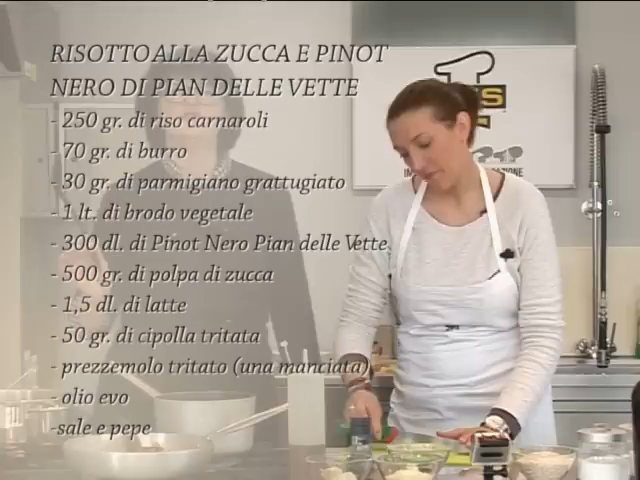 RISOTTO ALLA ZUCCA E PINOT
NERO DI PIAN DELLE VETTE
- 250 gr. di riso carnaroli
- 70 gr. di burro
- 30 gr. di parmigiano grattugiato
- 1 lt. di brodo vegetale
- 300 dl. di Pinot Nero Pian delle Vette
- 500 gr. di polpa di zucca
- 1,5 dl. di latte
- 50 gr. di cipolla tritata
- prezzemolo tritato (una manciata)
- olio evo
-sale e pepe